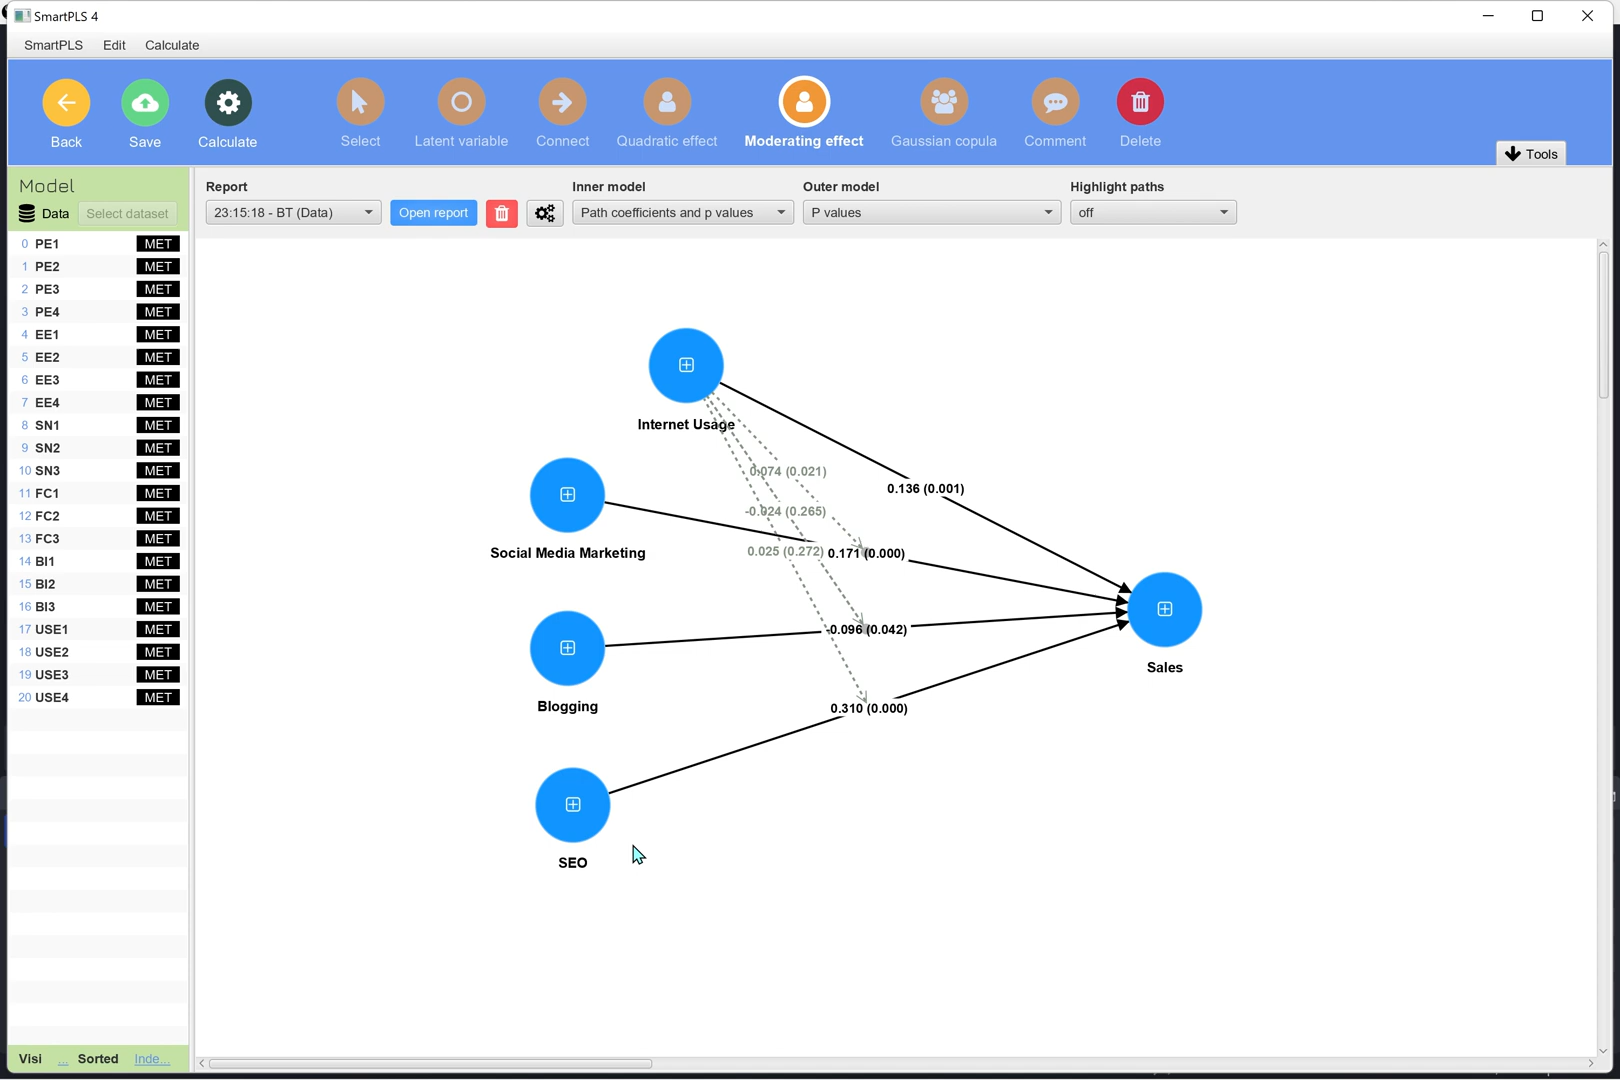 SmartPLS 4
SmartPLS Edit Calculate
Back Save Calculate Select Latent variable Connect Quadratic effect Moderating effect Gaussian copula Comment Delete
Tools
Model
Data Select dataset
Report Inner model Outer model Highlight paths
23:15:18 - BT (Data) Open report Path coefficients and p values P values off
0 PE1 MET
1 PE2 MET
2 PE3 MET
3 PE4 MET
4 EE1 MET
5 EE2 MET
6 EE3 MET
7 EE4 MET
8 SN1 MET
9 SN2 MET
10 SN3 MET
11 FC1 MET
12 FC2 MET
13 FC3 MET
14 BI1 MET
15 BI2 MET
16 BI3 MET
17 USE1 MET
18 USE2 MET
19 USE3 MET
20 USE4 MET
Internet Usage
0.074 (0.021)
0.136 (0.001)
-0.024 (0.265)
Social Media Marketing
0.025 (0.272) 0.171 (0.000)
-0.096 (0.042)
Sales
Blogging
0.310 (0.000)
SEO
Visi ... Sorted Inde...